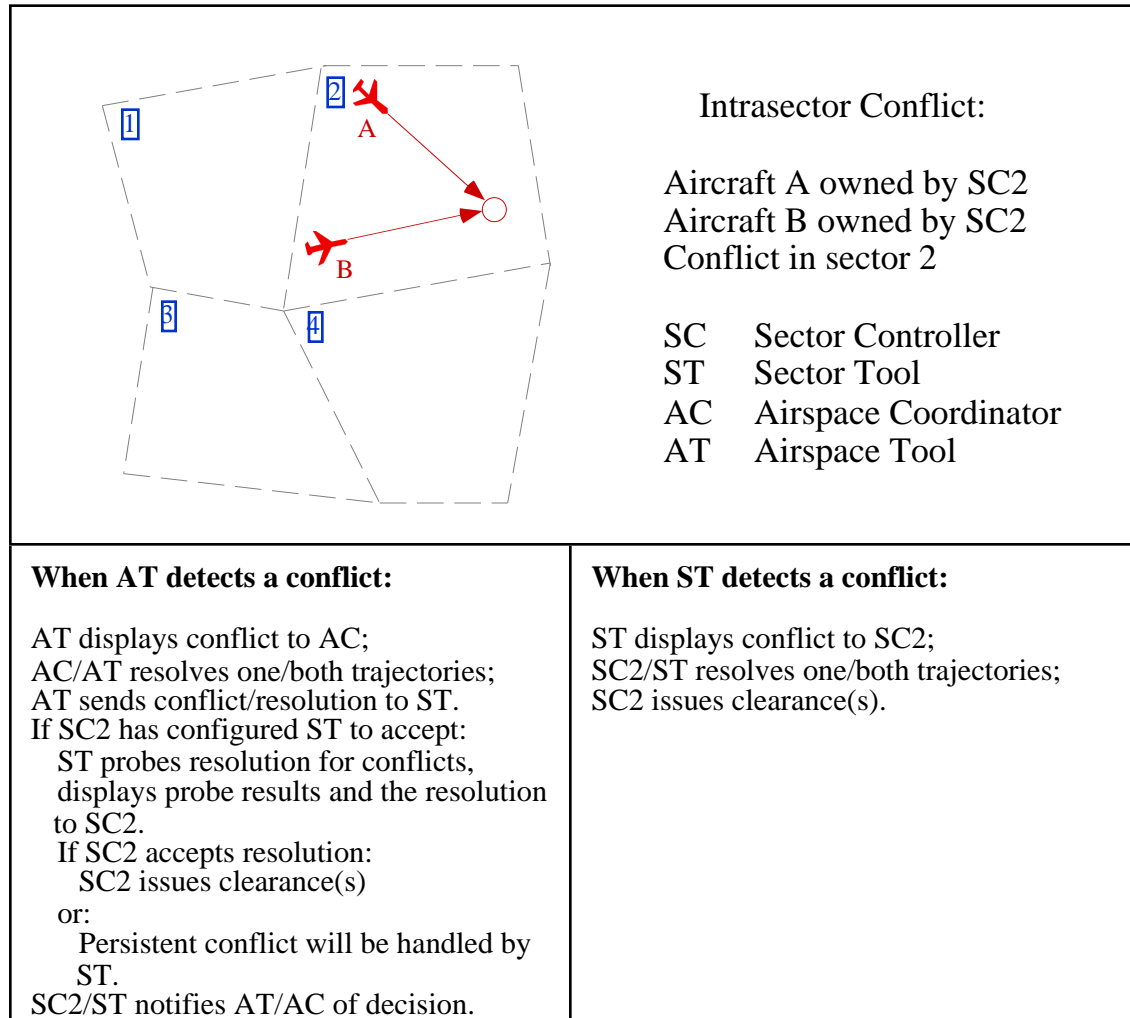 1
2
A
B
3
4
Intrasector Conflict:
Aircraft A owned by SC2
Aircraft B owned by SC2
Conflict in sector 2
SC Sector Controller
ST Sector Tool
AC Airspace Coordinator
AT Airspace Tool
When AT detects a conflict:
AT displays conflict to AC;
AC/AT resolves one/both trajectories;
AT sends conflict/resolution to ST.
If SC2 has configured ST to accept:
ST probes resolution for conflicts,
displays probe results and the resolution
to SC2.
If SC2 accepts resolution:
SC2 issues clearance(s)
or:
Persistent conflict will be handled by
ST.
SC2/ST notifies AT/AC of decision.
When ST detects a conflict:
ST displays conflict to SC2;
SC2/ST resolves one/both trajectories;
SC2 issues clearance(s).